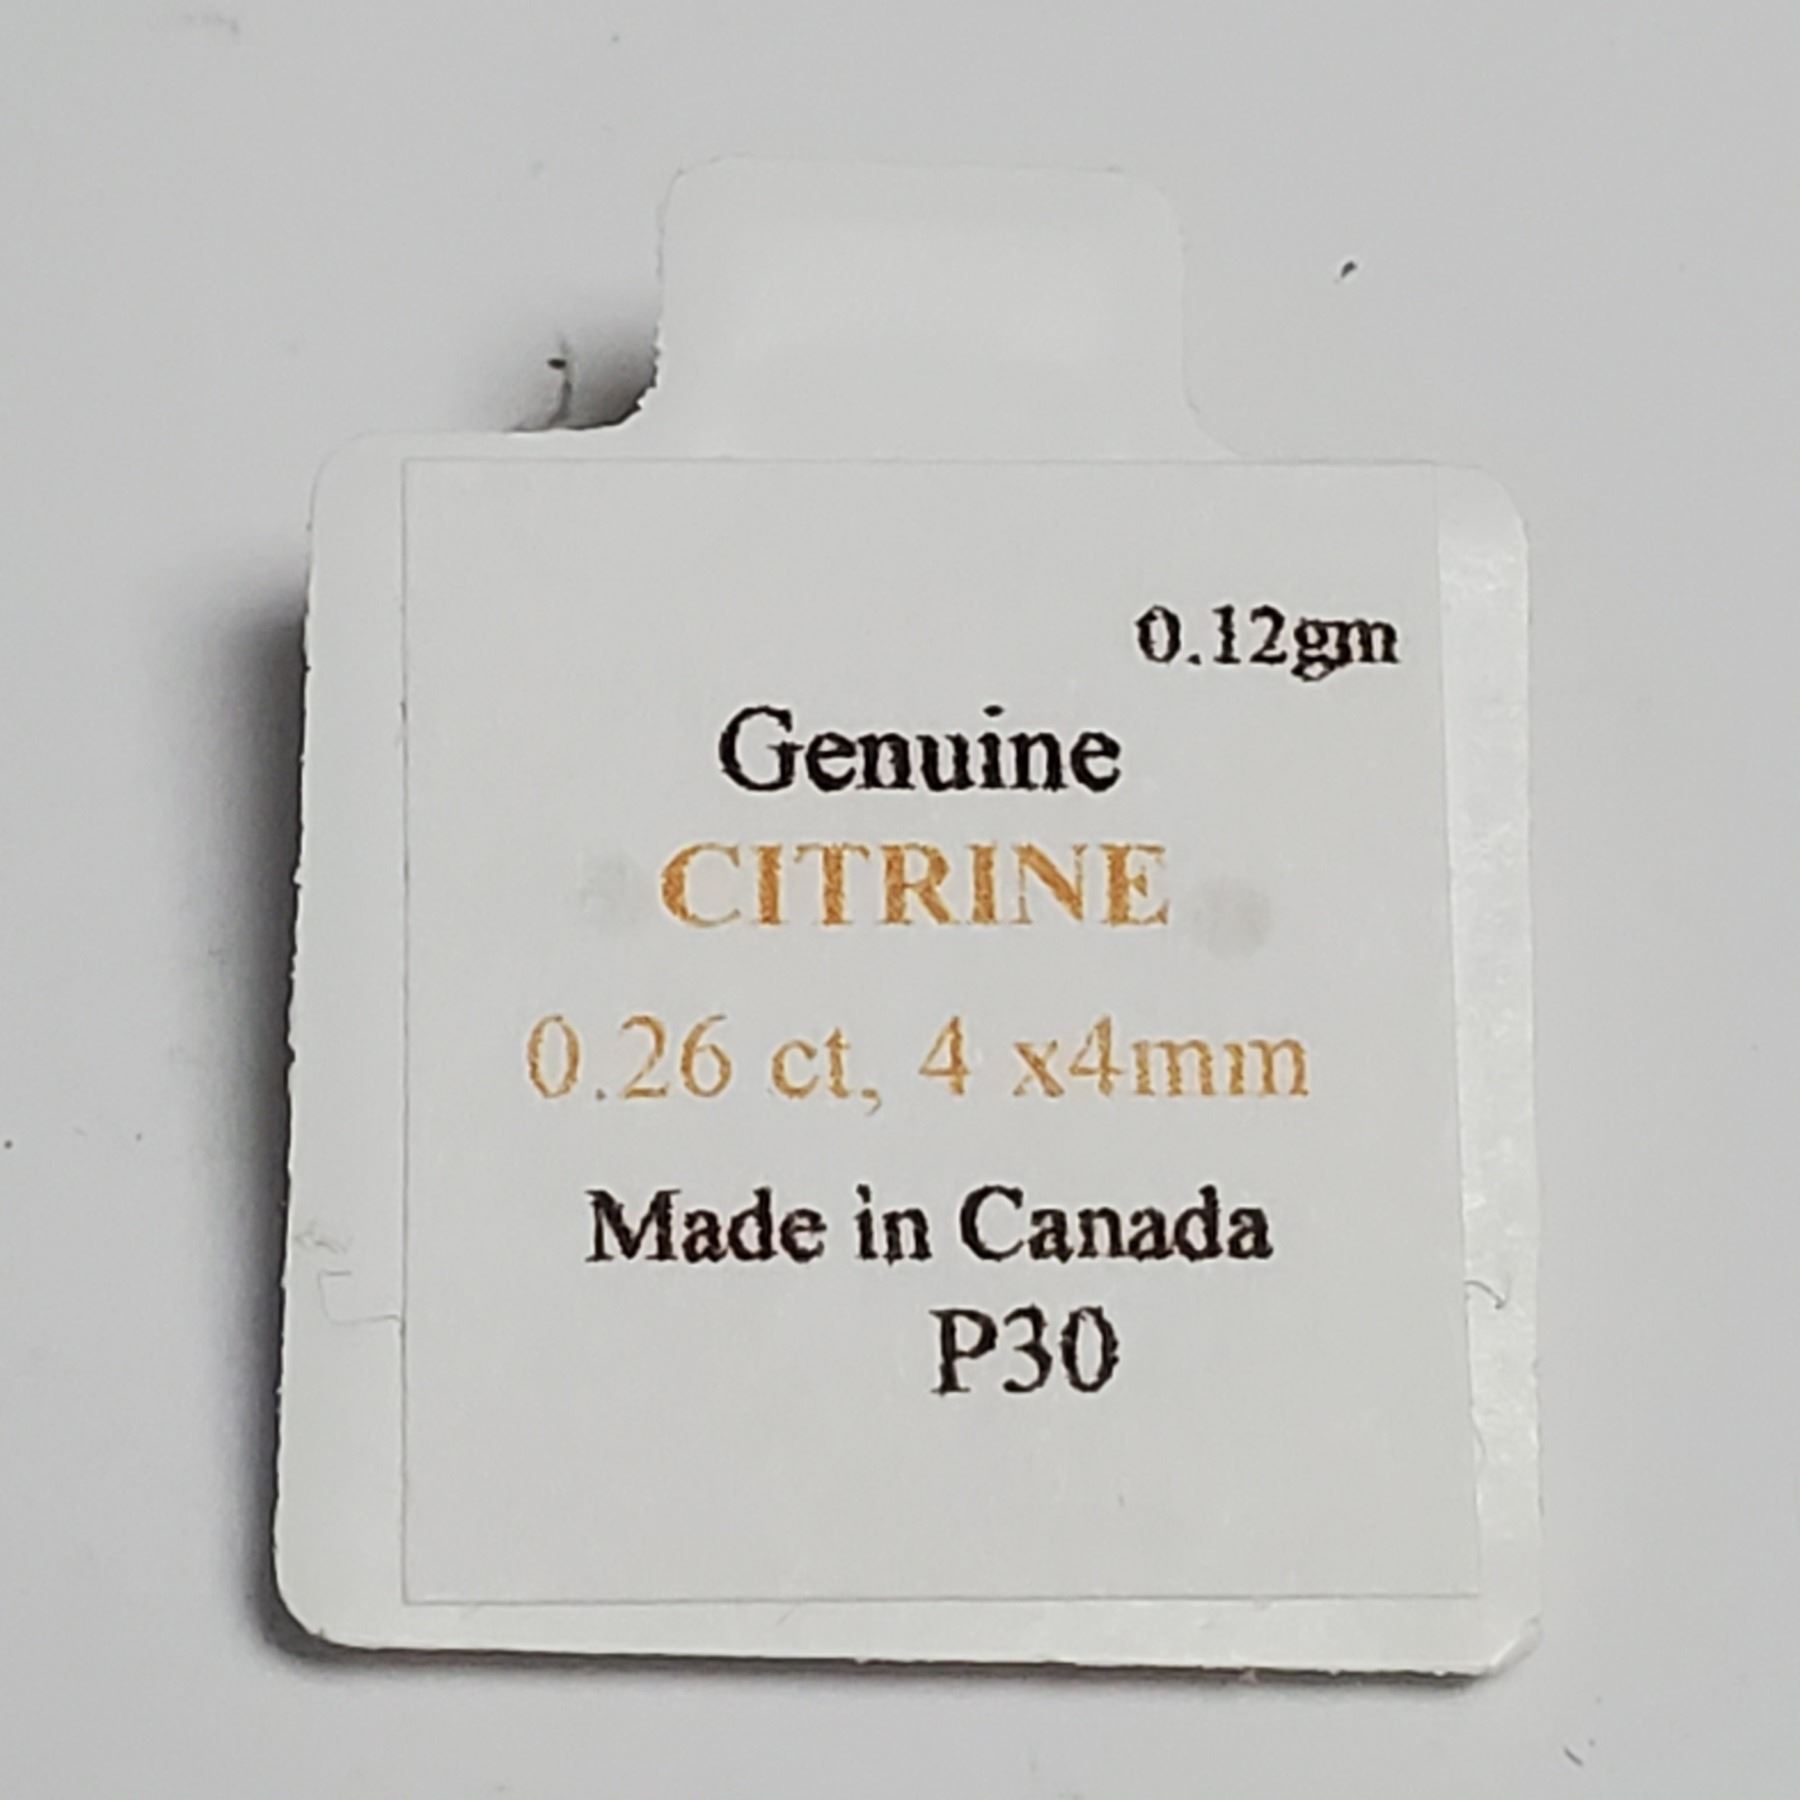 0.12gm
Genuine
CITRINE
0.26 ct, 4 x4mm
Made in Canada
P30